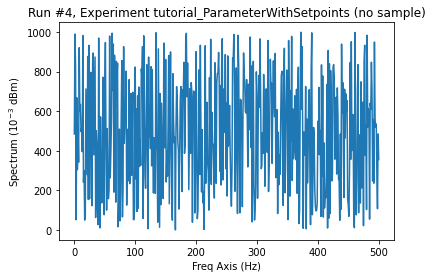 Run #4, Experiment tutorial_ParameterWithSetpoints (no sample)
1000
800
600
400
200
0
Spectrum (10⁻³ dBm)
0 100 200 300 400 500
Freq Axis (Hz)